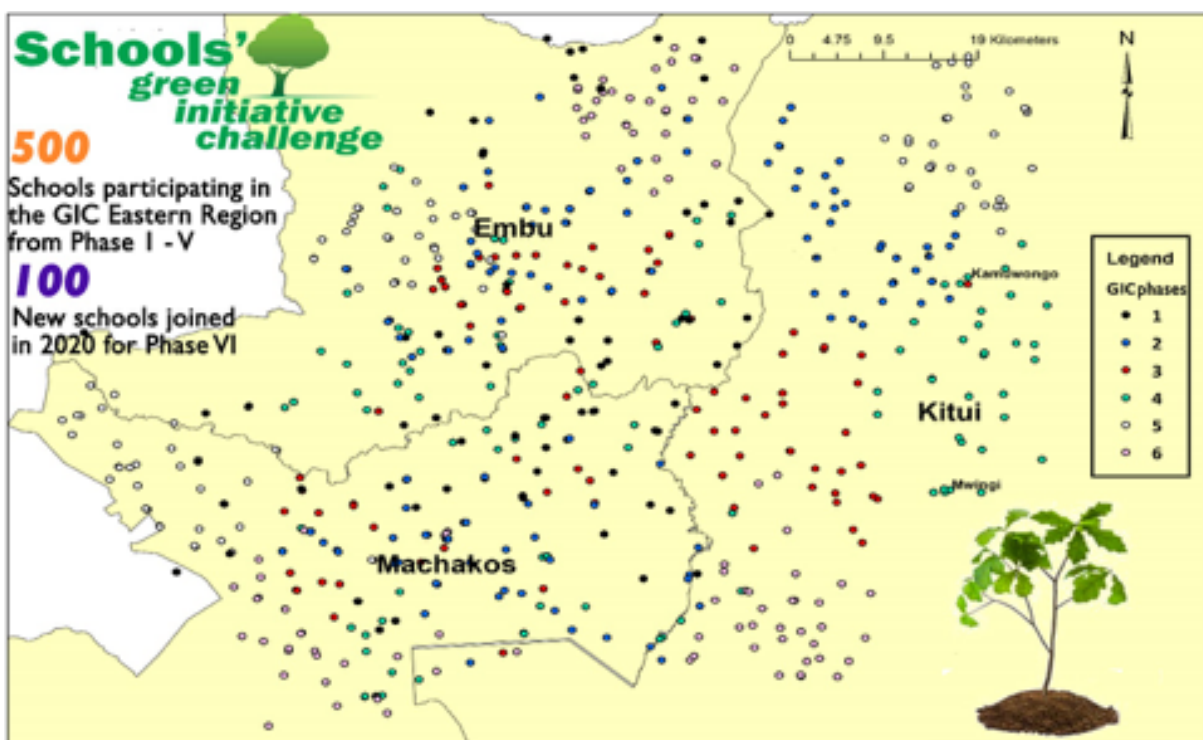 Schools'
green
initiative
challenge
500
Schools participating in
the GIC Eastern Region
from Phase I - V
100
New schools joined
in 2020 for Phase VI
0 4.75 9.5 19 Kilometers
N
Embu
Kamuwongo
Kitui
Mwingi
Machakos
Legend
GIC phases
1
2
3
4
5
6